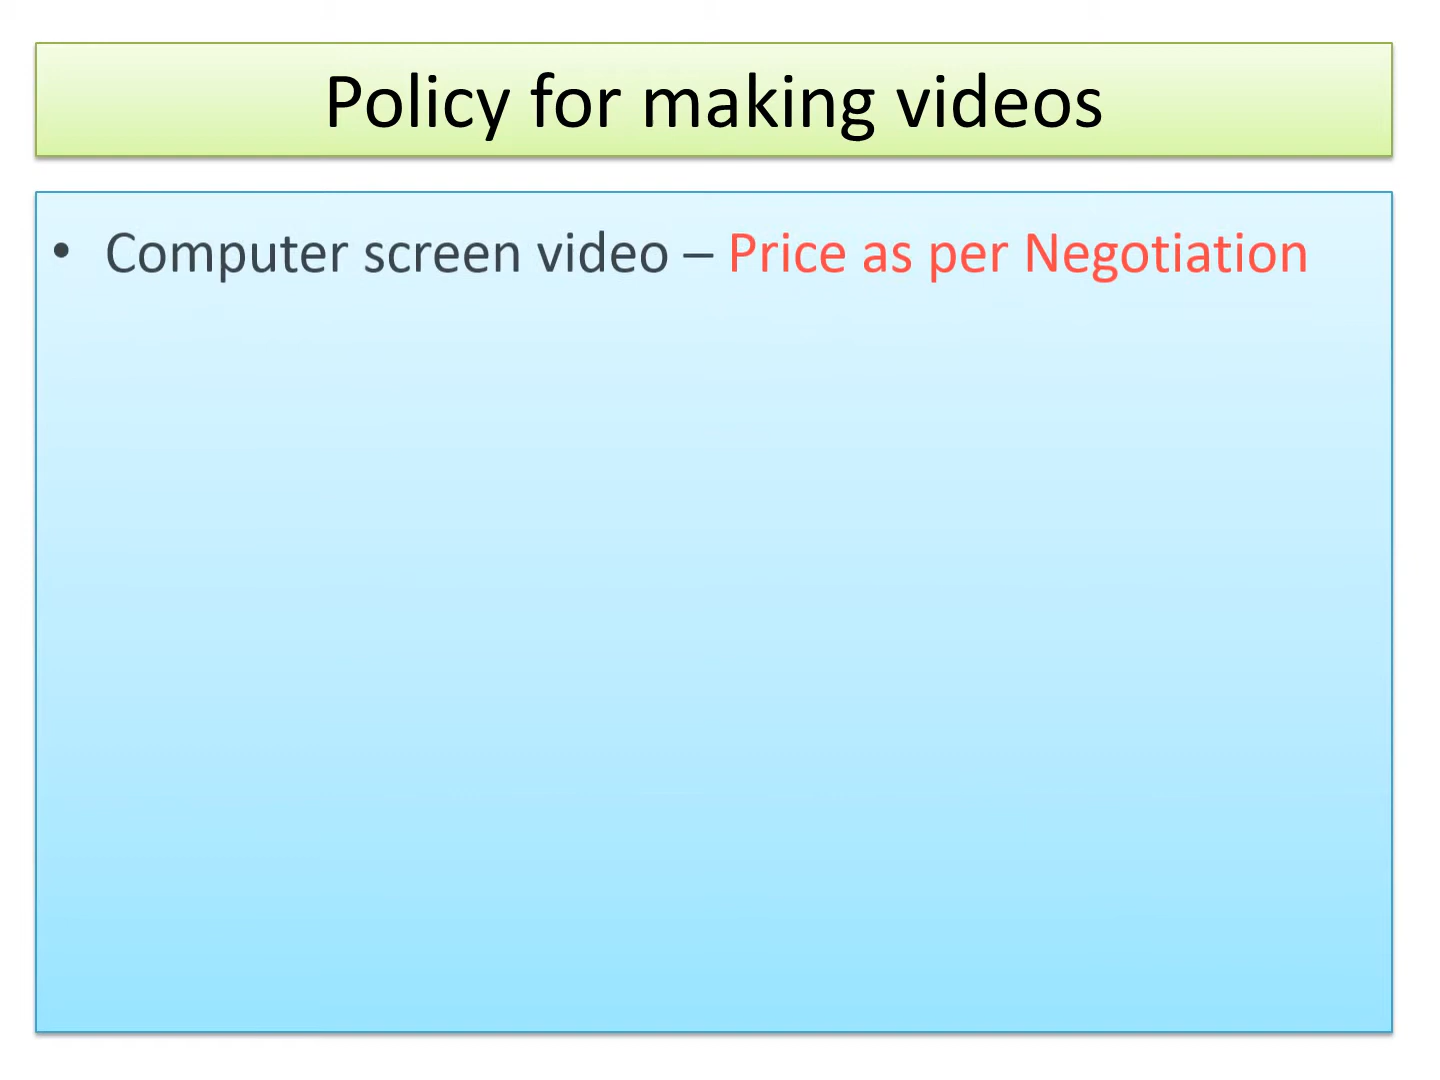 Policy for making videos
• Computer screen video – Price as per Negotiation